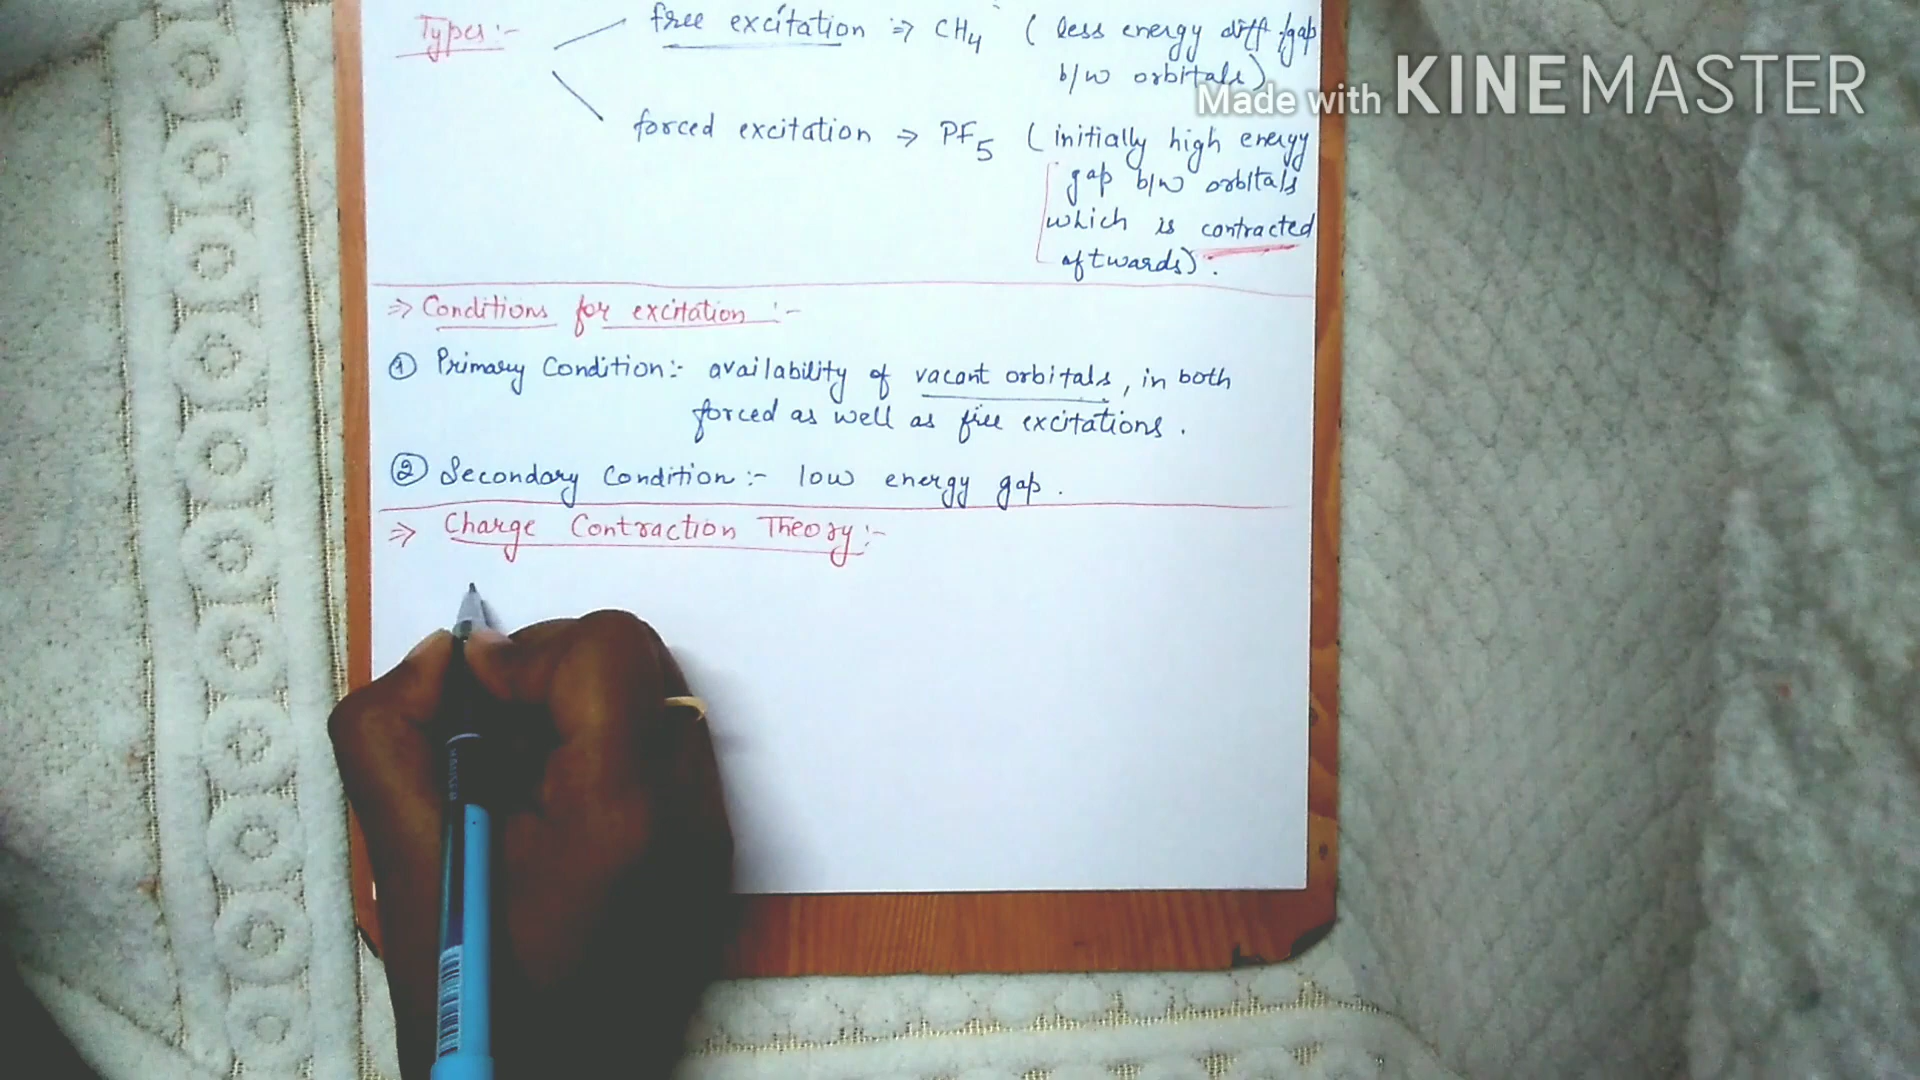 Types:- free excitation => CH4 ( less energy diff./gap
b/w orbitals)
Made with KINEMASTER
forced excitation => PF5 (initially high energy
gap b/w orbitals
which is contracted
aftwards).
=> Conditions for excitation :-
① Primary Condition:- availability of vacant orbitals, in both
forced as well as free excitations.
② Secondary Condition:- low energy gap.
=> Charge Contraction Theory:-